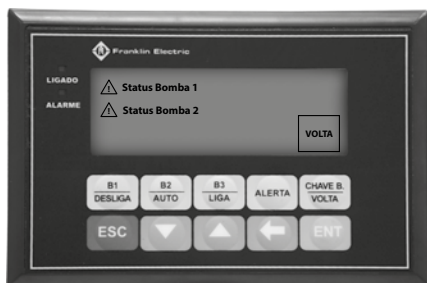 Franklin Electric
LIGADO
ALARME
Status Bomba 1
Status Bomba 2
VOLTA
B1
DESLIGA
B2
AUTO
B3
LIGA
ALERTA
CHAVE B.
VOLTA
ESC
ENT